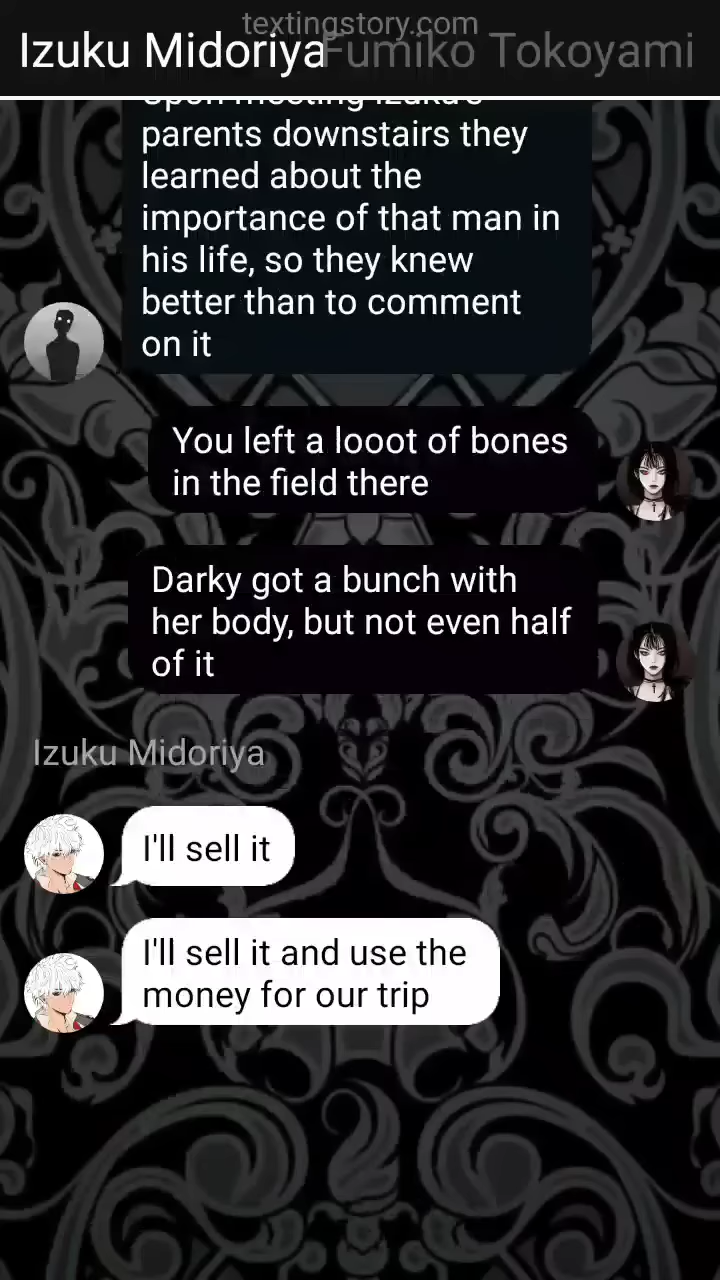 textingstory.com
Izuku Midoriya
Fumiko Tokoyami
Upon meeting Izuku's
parents downstairs they
learned about the
importance of that man in
his life, so they knew
better than to comment
on it
You left a looot of bones
in the field there
Darky got a bunch with
her body, but not even half
of it
Izuku Midoriya
I'll sell it
I'll sell it and use the
money for our trip